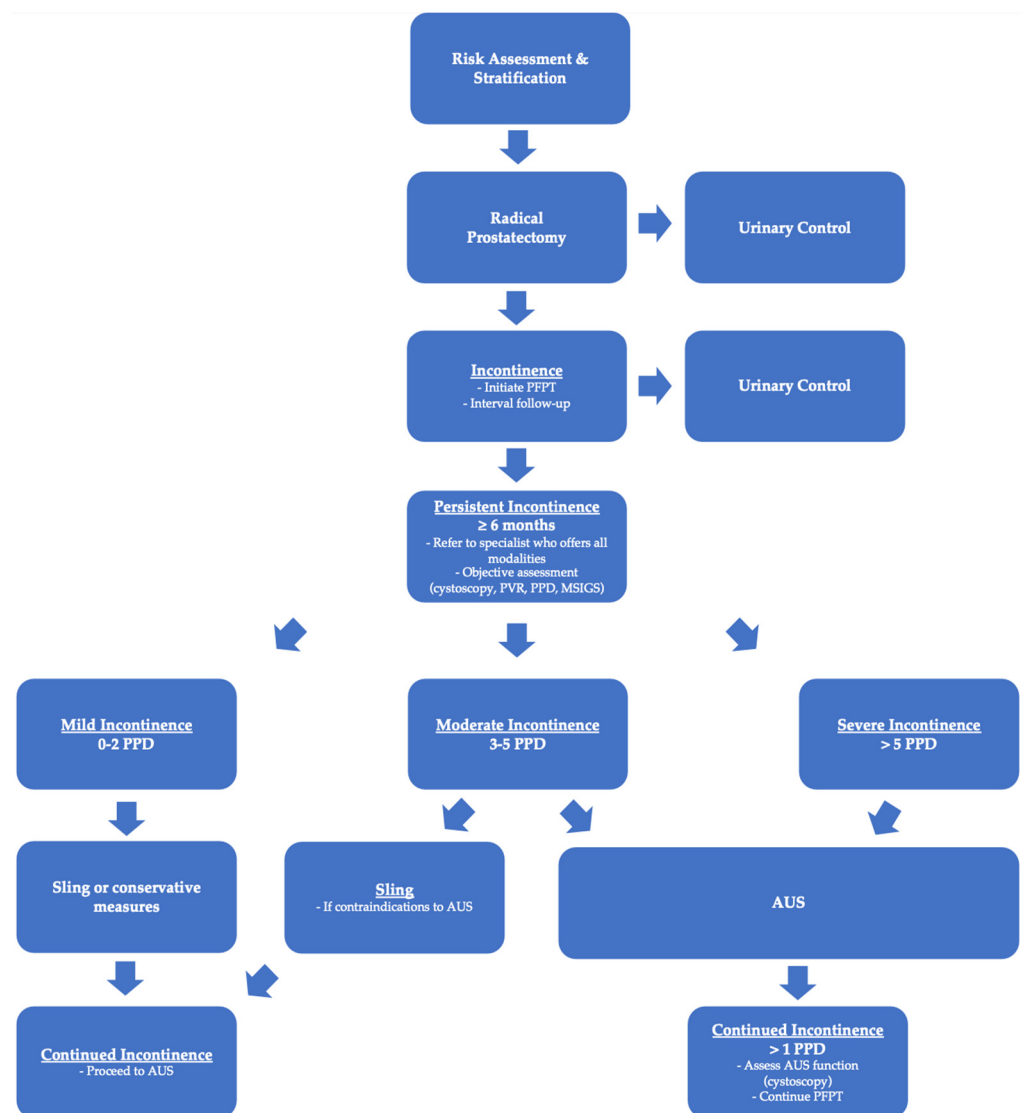 Risk Assessment &
Stratification
Radical
Prostatectomy
Urinary Control
Incontinence
- Initiate PFPT
- Interval follow-up
Urinary Control
Persistent Incontinence
≥ 6 months
- Refer to specialist who offers all
modalities
- Objective assessment
(cystoscopy, PVR, PPD, MSIGS)
Mild Incontinence
0-2 PPD
Moderate Incontinence
3-5 PPD
Severe Incontinence
> 5 PPD
Sling or conservative
measures
Sling
- If contraindications to AUS
AUS
Continued Incontinence
- Proceed to AUS
Continued Incontinence
> 1 PPD
- Assess AUS function
(cystoscopy)
- Continue PFPT